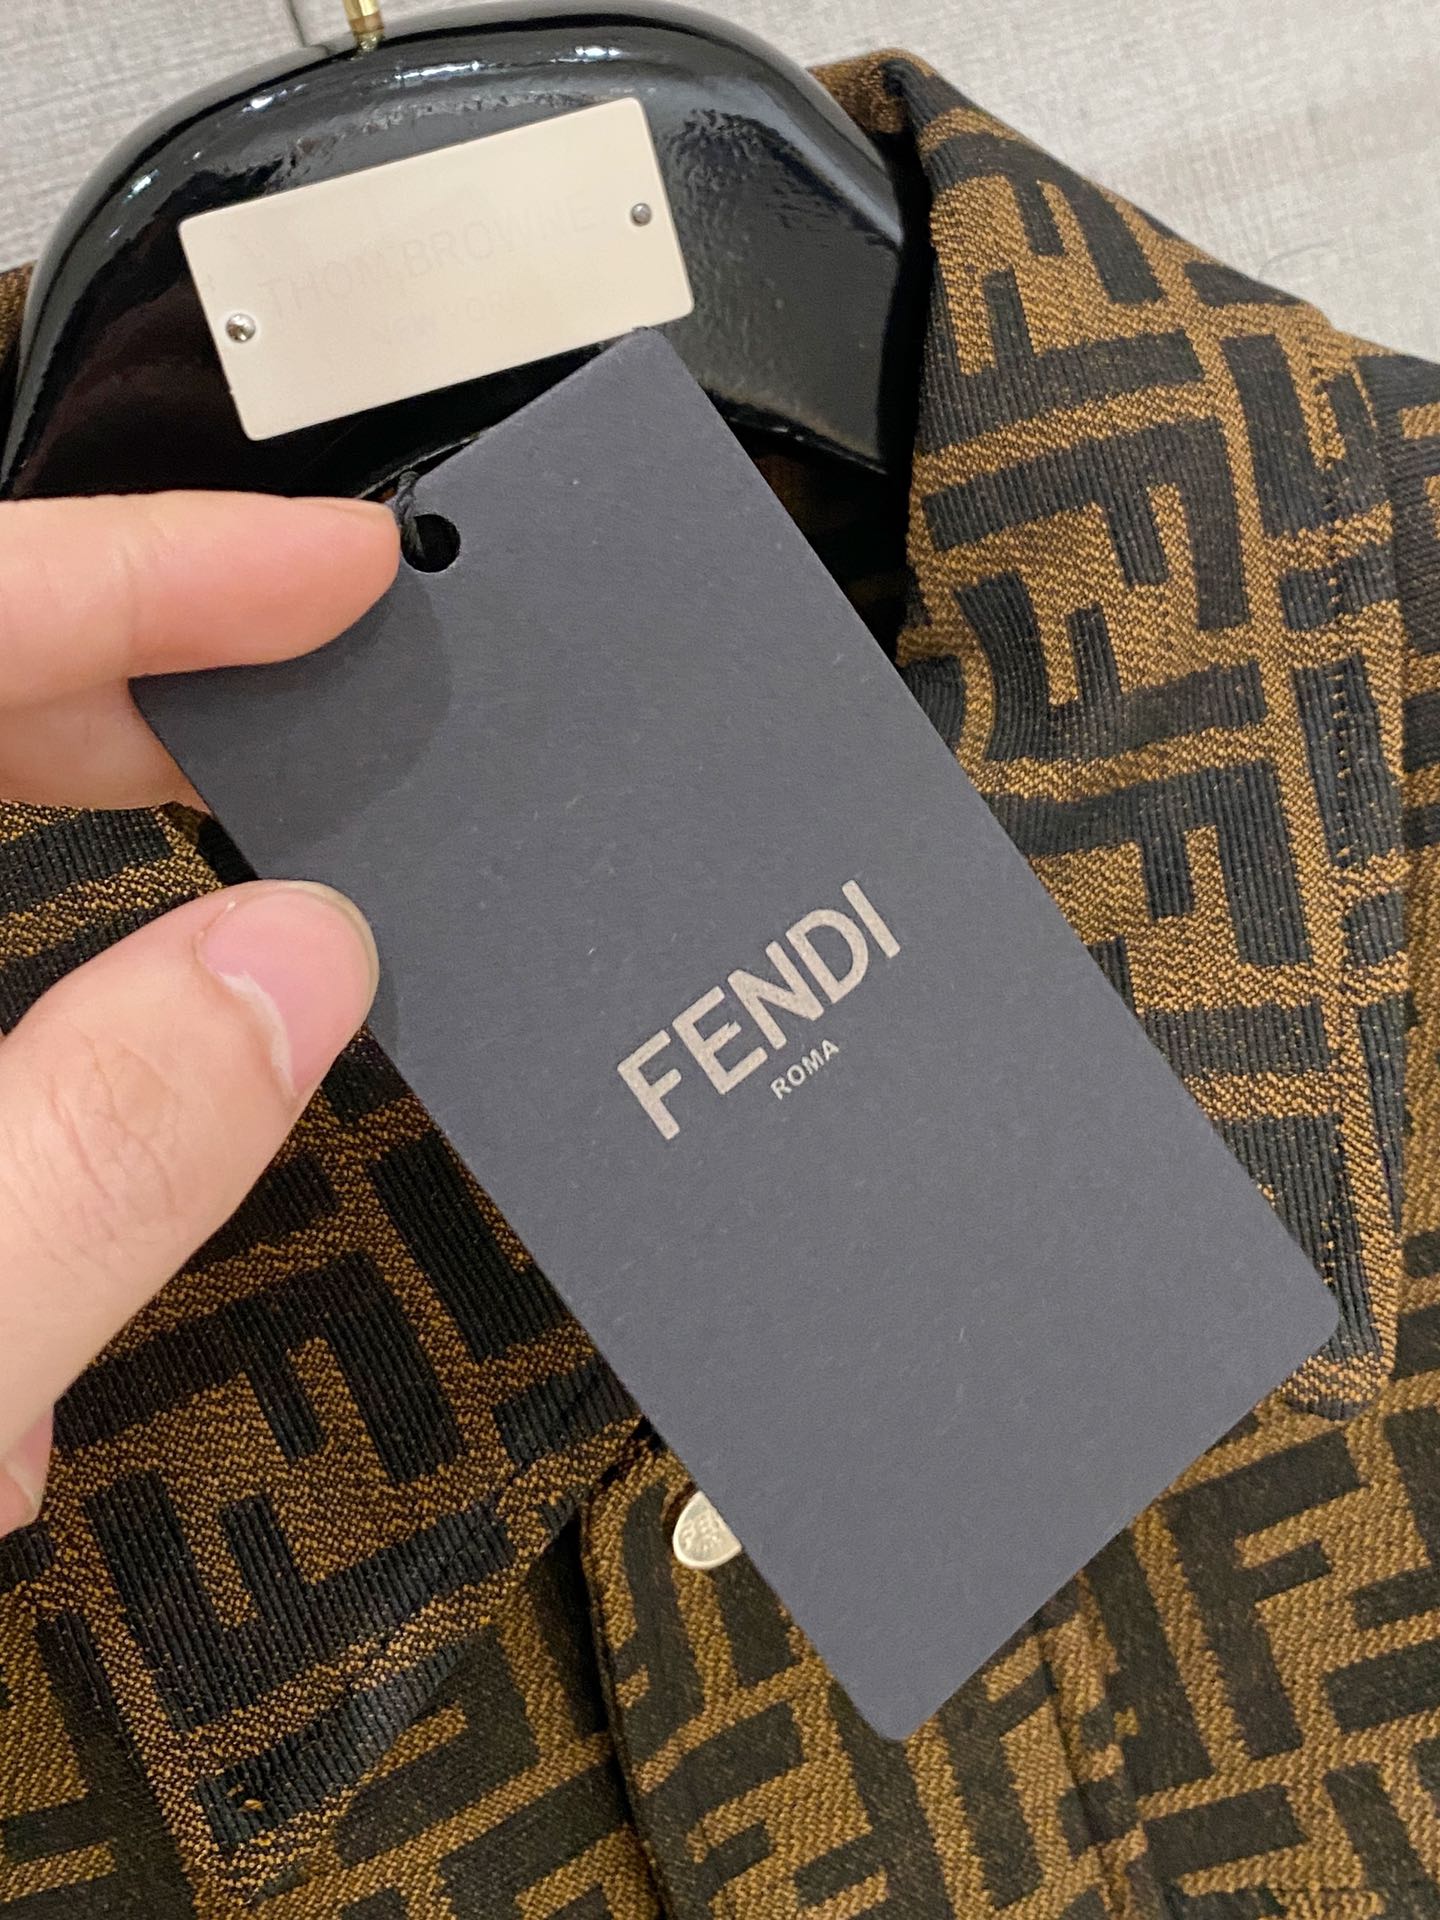 THOM BROWNE
NEW YORK
FENDI
ROMA